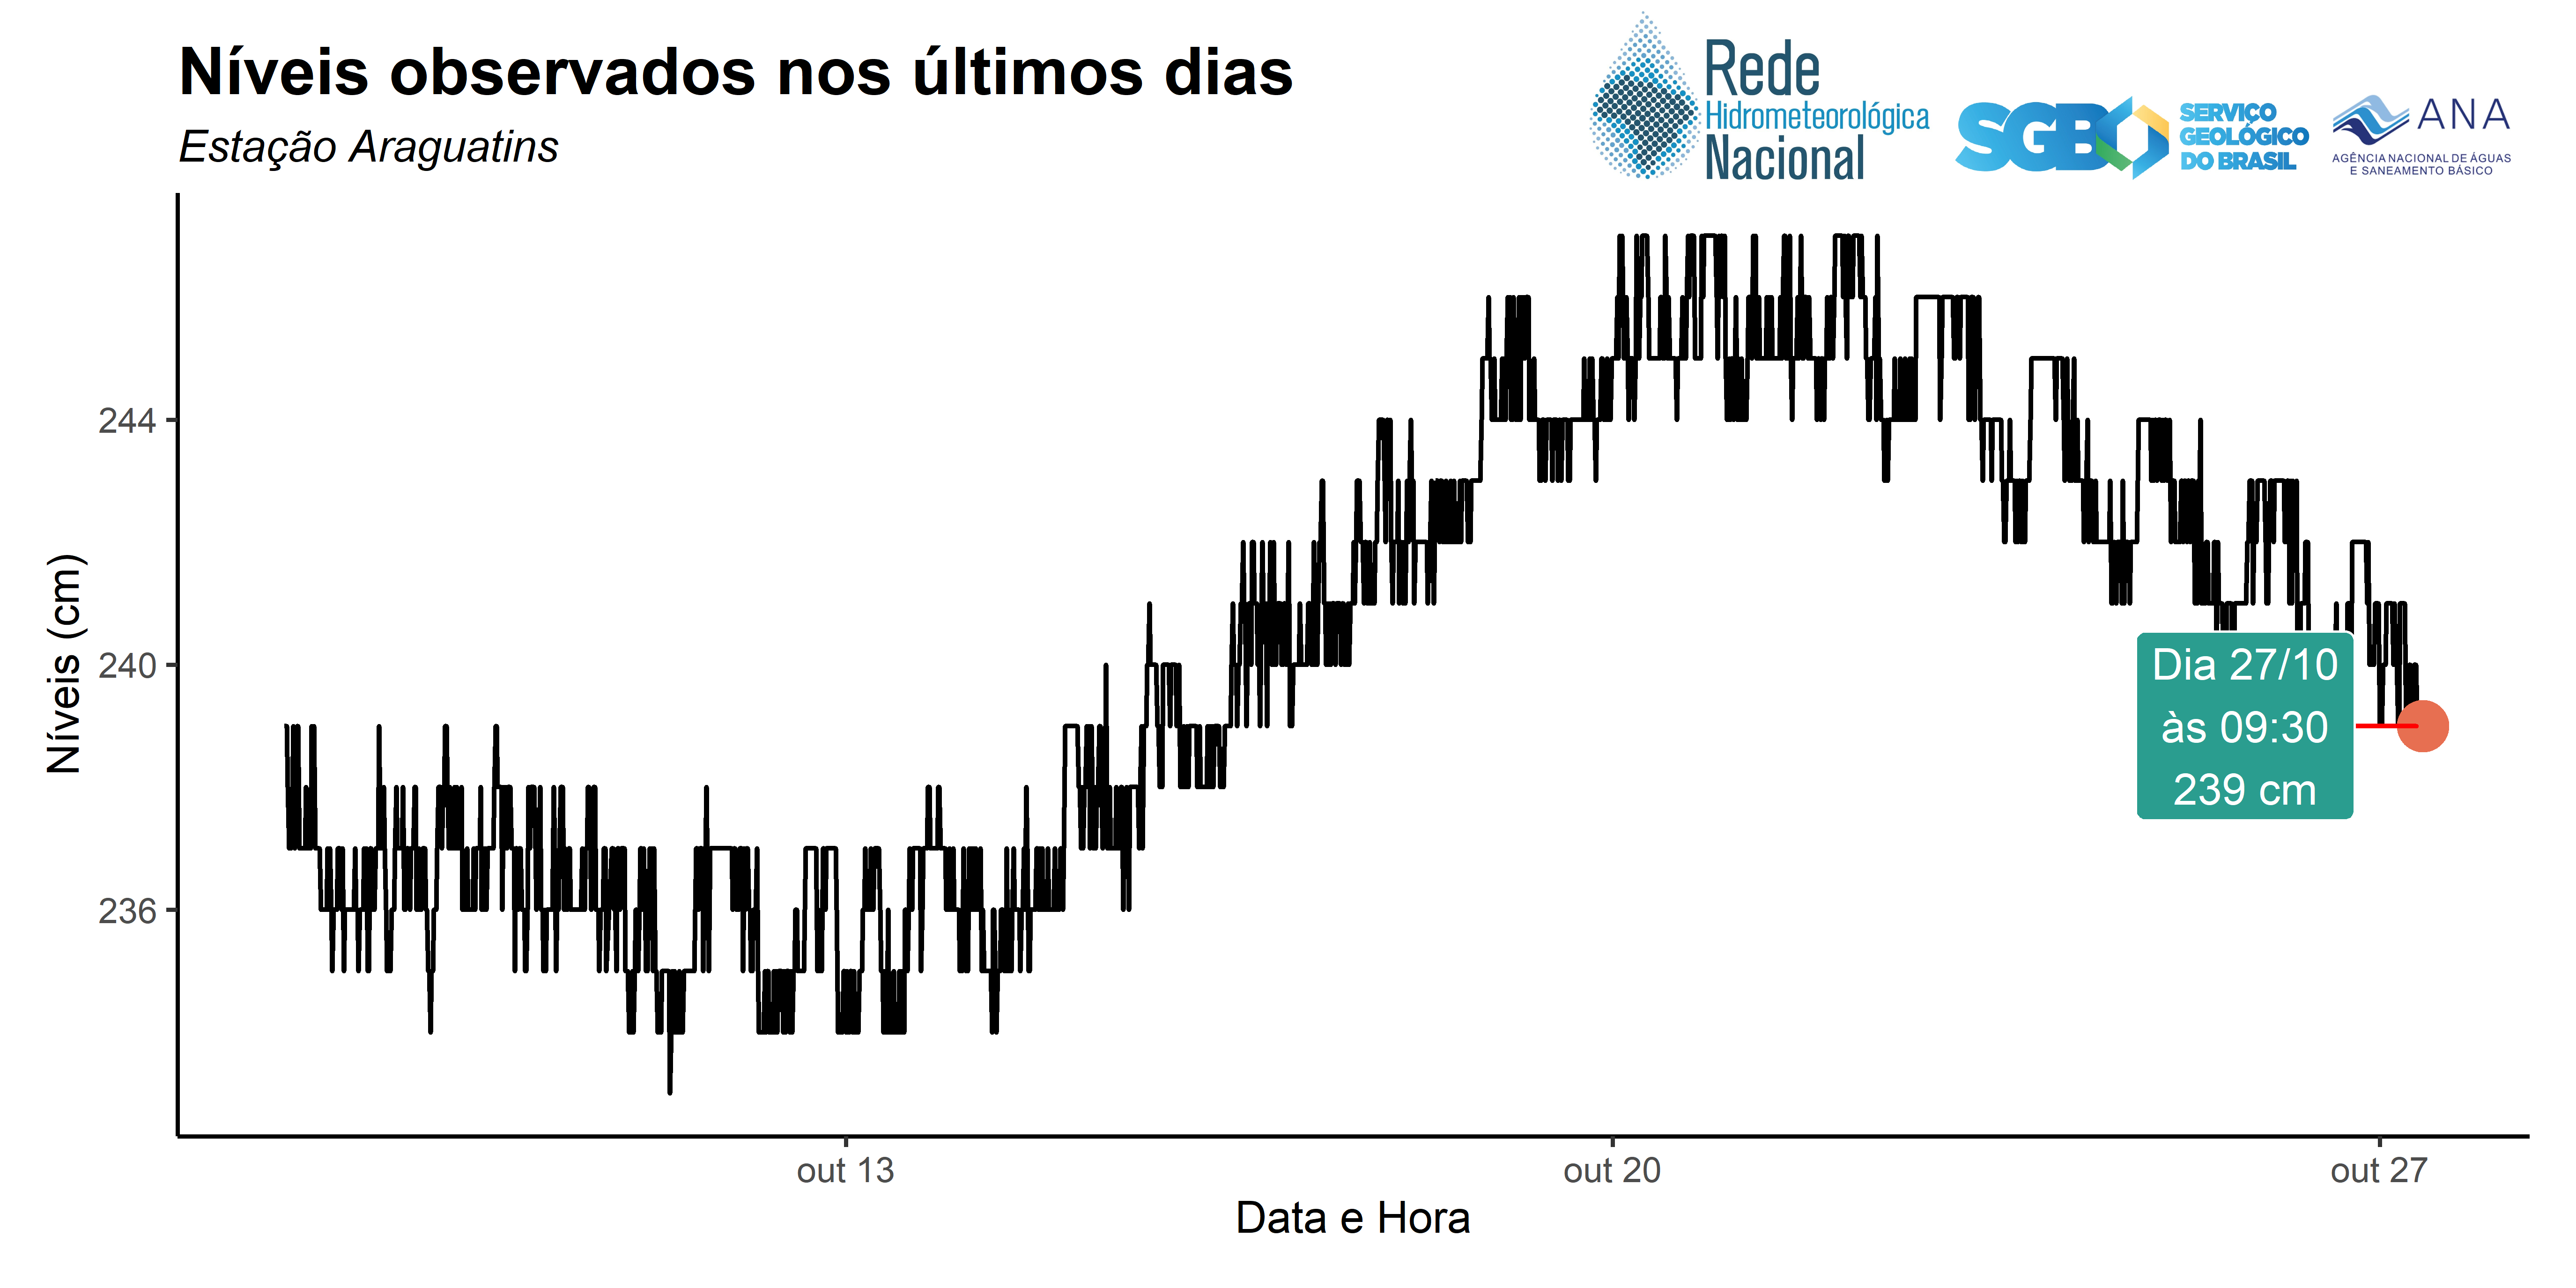 Níveis observados nos últimos dias
Estação Araguatins
Rede
Hidrometeorológica
Nacional
SGB
SERVIÇO
GEOLÓGICO
DO BRASIL
ANA
AGÊNCIA NACIONAL DE ÁGUAS
E SANEAMENTO BÁSICO
Níveis (cm)
244
240
236
Dia 27/10
às 09:30
239 cm
out 13
out 20
out 27
Data e Hora